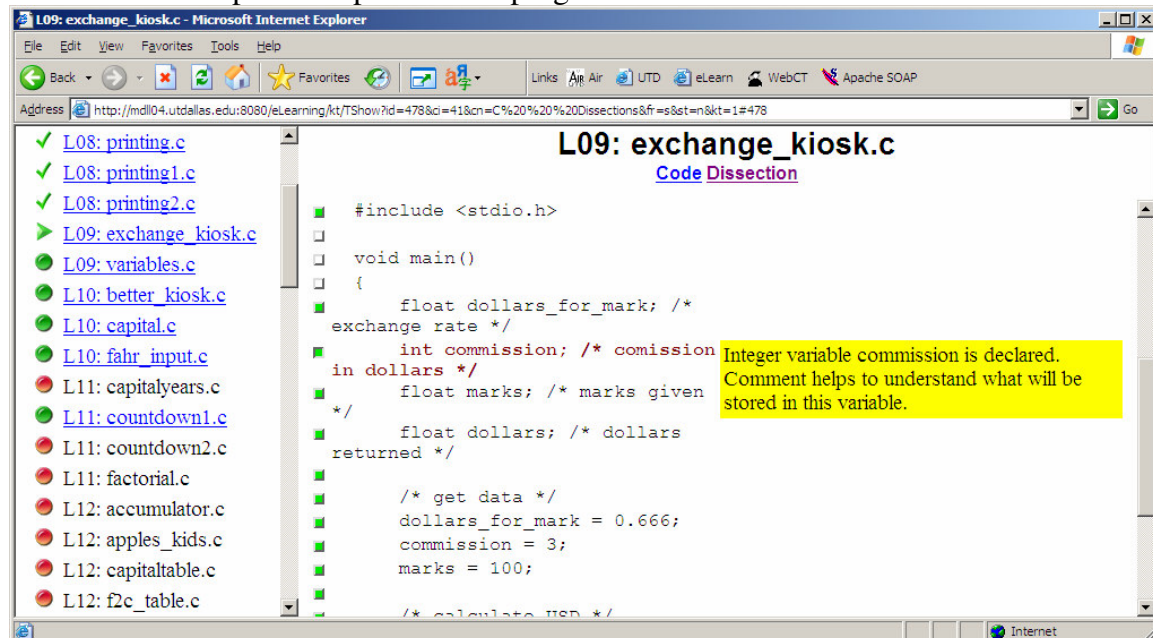 L09: exchange_kiosk.c - Microsoft Internet Explorer
File Edit View Favorites Tools Help
Back Favorites Links Air UTD eLearn WebCT Apache SOAP
Address http://mdll04.utdallas.edu:8080/eLearning/kt/TShow?id=478&ci=41&cn=C%20%20%20Dissections&fr=s&st=n&kt=1#478 Go
L08: printing.c
L08: printing1.c
L08: printing2.c
L09: exchange_kiosk.c
L09: variables.c
L10: better_kiosk.c
L10: capital.c
L10: fahr_input.c
L11: capitalyears.c
L11: countdown1.c
L11: countdown2.c
L11: factorial.c
L12: accumulator.c
L12: apples_kids.c
L12: capitaltable.c
L12: f2c_table.c
L09: exchange_kiosk.c
Code Dissection
#include <stdio.h>
void main()
{
float dollars_for_mark; /*
exchange rate */
int commission; /* comission
in dollars */
float marks; /* marks given
*/
float dollars; /* dollars
returned */
/* get data */
dollars_for_mark = 0.666;
commission = 3;
marks = 100;
/* calculate USD */
Integer variable commission is declared.
Comment helps to understand what will be
stored in this variable.
Internet